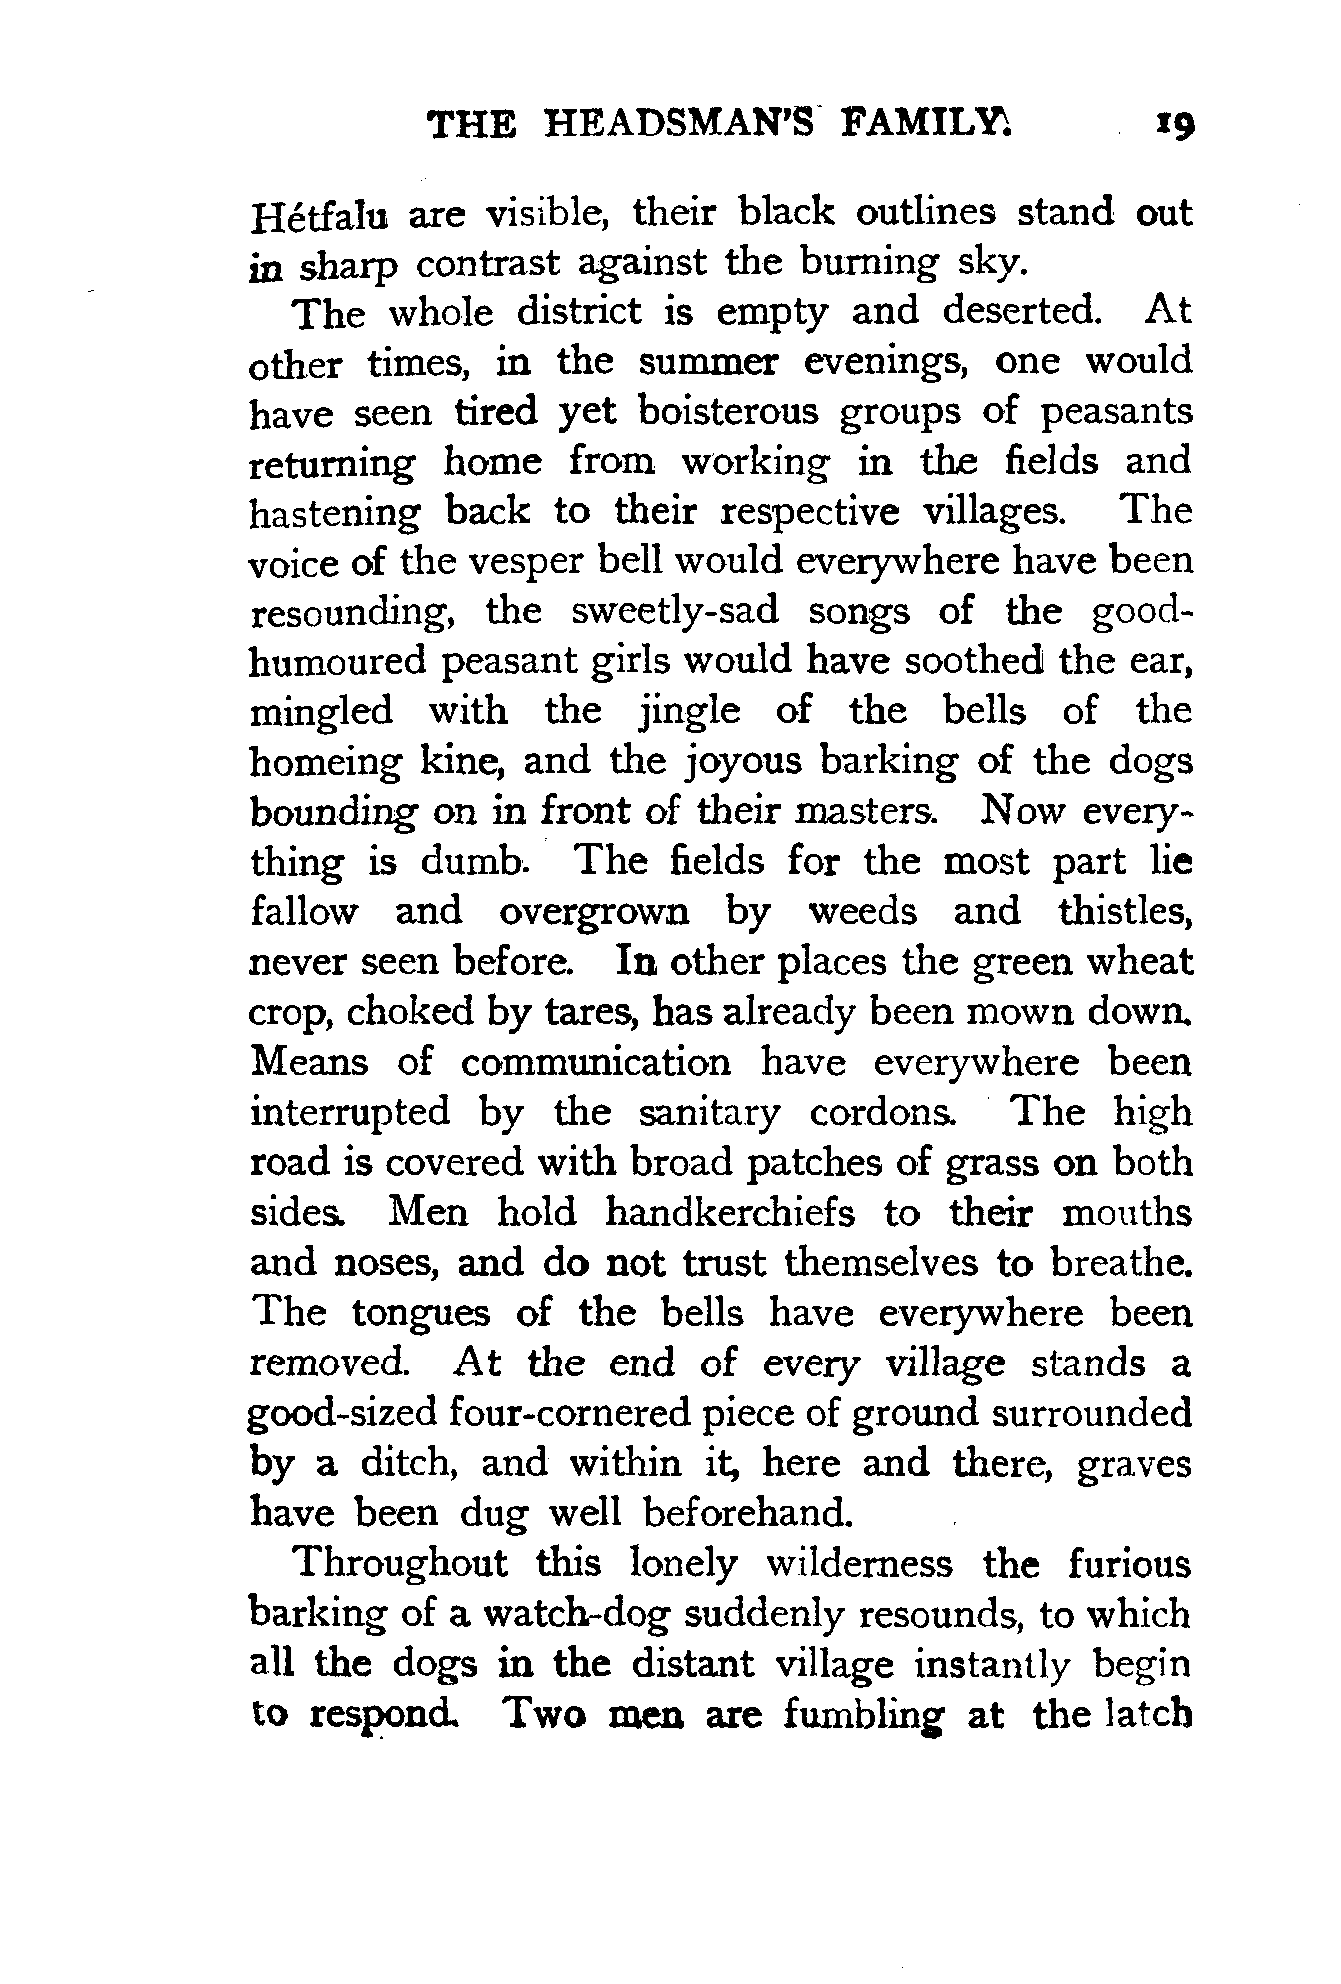 THE HEADSMAN'S FAMILY. 19
Hétfalu are visible, their black outlines stand out
in sharp contrast against the burning sky.
The whole district is empty and deserted. At
other times, in the summer evenings, one would
have seen tired yet boisterous groups of peasants
returning home from working in the fields and
hastening back to their respective villages. The
voice of the vesper bell would everywhere have been
resounding, the sweetly-sad songs of the good-
humoured peasant girls would have soothed the ear,
mingled with the jingle of the bells of the
homeing kine, and the joyous barking of the dogs
bounding on in front of their masters. Now every-
thing is dumb. The fields for the most part lie
fallow and overgrown by weeds and thistles,
never seen before. In other places the green wheat
crop, choked by tares, has already been mown down.
Means of communication have everywhere been
interrupted by the sanitary cordons. The high
road is covered with broad patches of grass on both
sides. Men hold handkerchiefs to their mouths
and noses, and do not trust themselves to breathe.
The tongues of the bells have everywhere been
removed. At the end of every village stands a
good-sized four-cornered piece of ground surrounded
by a ditch, and within it, here and there, graves
have been dug well beforehand.
Throughout this lonely wilderness the furious
barking of a watch-dog suddenly resounds, to which
all the dogs in the distant village instantly begin
to respond. Two men are fumbling at the latch